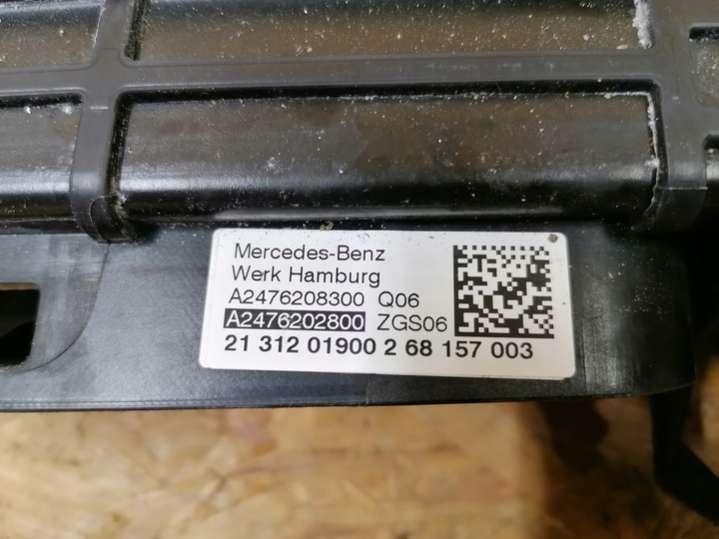 Mercedes-Benz
Werk Hamburg
A2476208300 Q06
A2476202800 ZGS06
21 312 01900 2 68 157 003